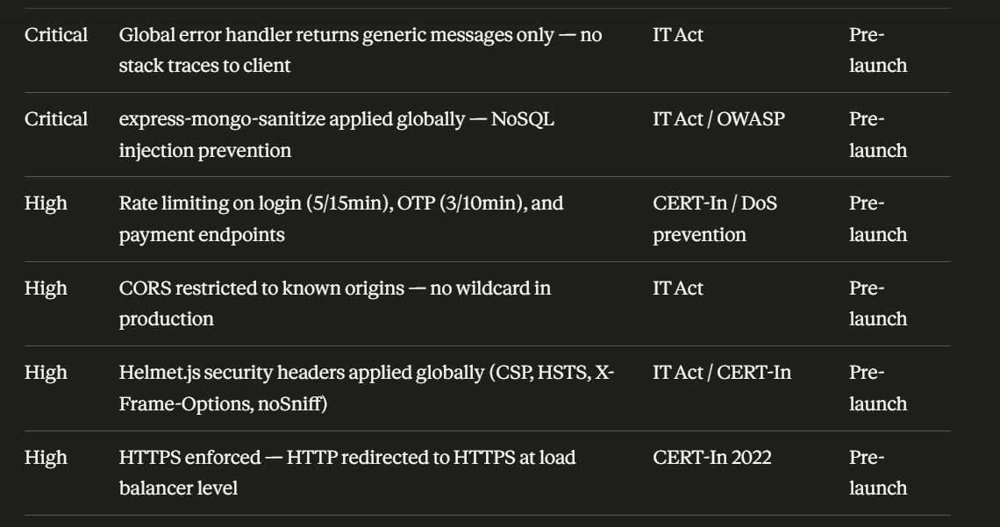 Critical Global error handler returns generic messages only — no IT Act Pre-
stack traces to client launch
Critical express-mongo-sanitize applied globally — NoSQL IT Act / OWASP Pre-
injection prevention launch
High Rate limiting on login (5/15min), OTP (3/10min), and CERT-In / DoS Pre-
payment endpoints prevention launch
High CORS restricted to known origins — no wildcard in IT Act Pre-
production launch
High Helmet.js security headers applied globally (CSP, HSTS, X- IT Act / CERT-In Pre-
Frame-Options, noSniff) launch
High HTTPS enforced — HTTP redirected to HTTPS at load CERT-In 2022 Pre-
balancer level launch